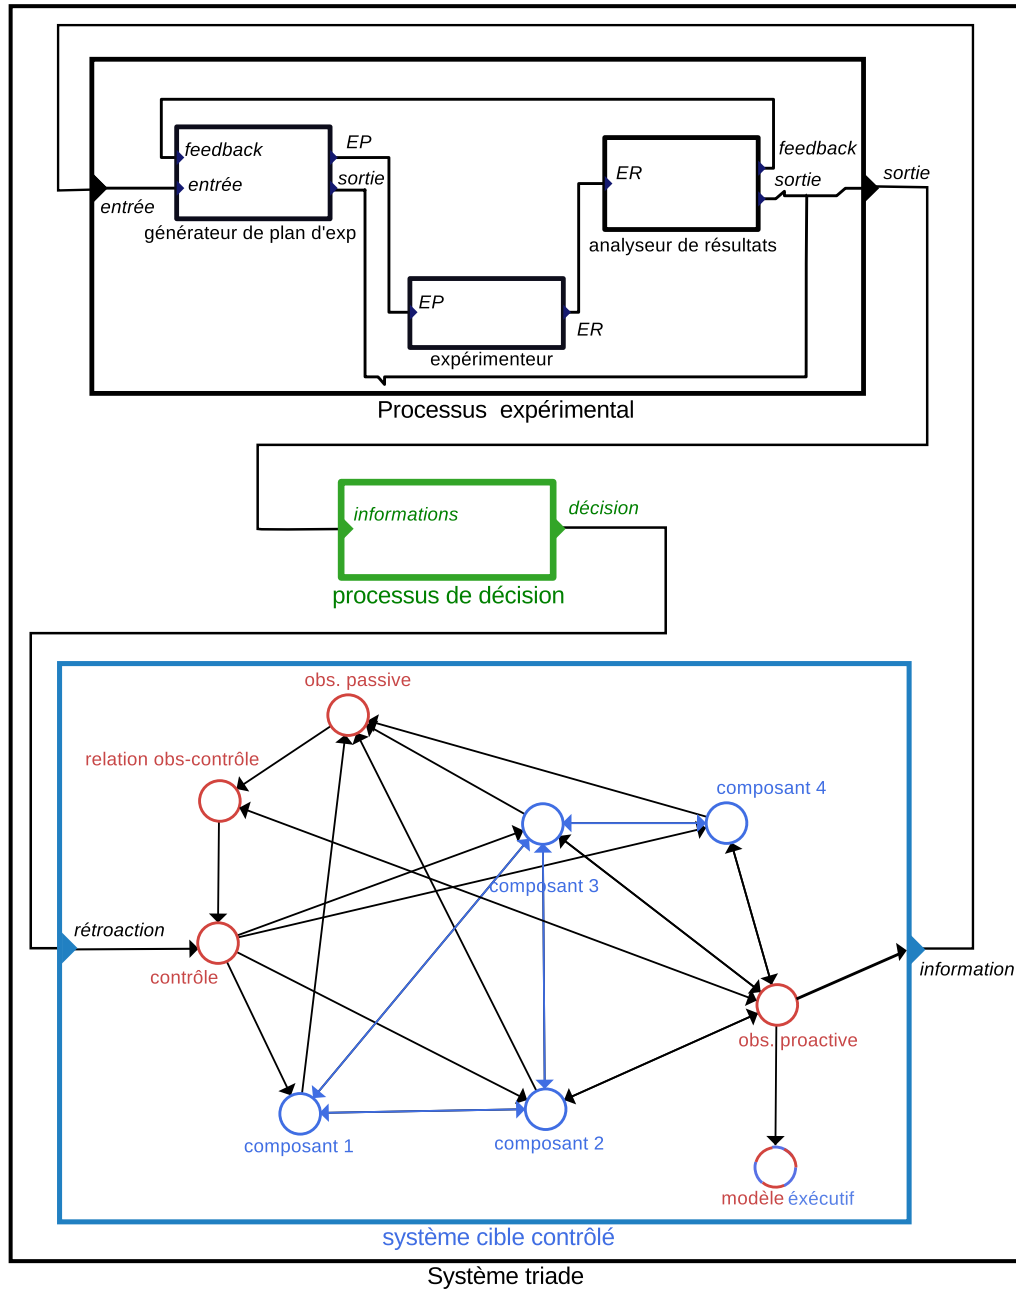 feedback
EP
ER
feedback
entrée
sortie
sortie
sortie
entrée
générateur de plan d'exp
analyseur de résultats
EP
ER
expérimenteur
Processus expérimental
informations
décision
processus de décision
obs. passive
relation obs-contrôle
composant 4
composant 3
rétroaction
contrôle
information
obs. proactive
composant 1
composant 2
modèle éxécutif
système cible contrôlé
Système triade